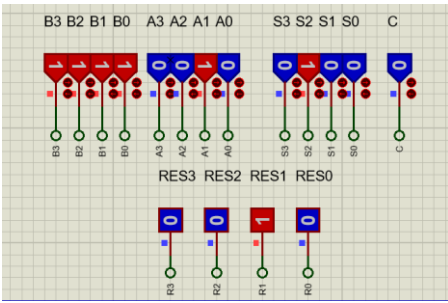 B3 B2 B1 B0 A3 A2 A1 A0 S3 S2 S1 S0 C
1 1 1 1 0 0 1 0 0 1 0 0 0
B3 B2 B1 B0 A3 A2 A1 A0 S3 S2 S1 S0 C
RES3 RES2 RES1 RES0
0 0 1 0
R3 R2 R1 R0